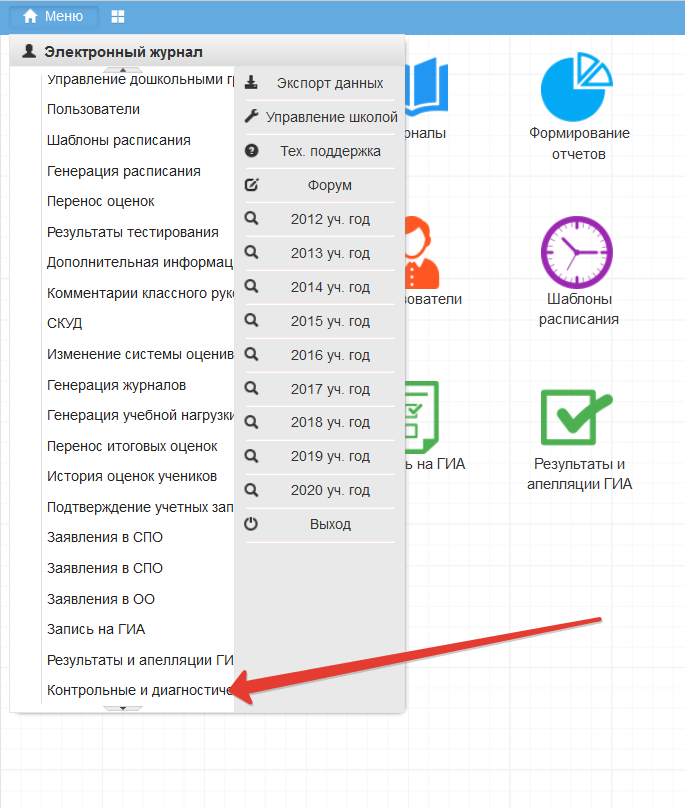 Меню
Электронный журнал
Управление дошкольными г
Пользователи
Шаблоны расписания
Генерация расписания
Перенос оценок
Результаты тестирования
Дополнительная информац
Комментарии классного рук
СКУД
Изменение системы оценив
Генерация журналов
Генерация учебной нагрузки
Перенос итоговых оценок
История оценок учеников
Подтверждение учетных зап
Заявления в СПО
Заявления в СПО
Заявления в ОО
Запись на ГИА
Результаты и апелляции ГИ
Контрольные и диагностиче
Экспорт данных
Управление школой
Тех. поддержка
Форум
2012 уч. год
2013 уч. год
2014 уч. год
2015 уч. год
2016 уч. год
2017 уч. год
2018 уч. год
2019 уч. год
2020 уч. год
Выход
рналы
Формирование
отчетов
зователи
Шаблоны
расписания
ь на ГИА
Результаты и
апелляции ГИА